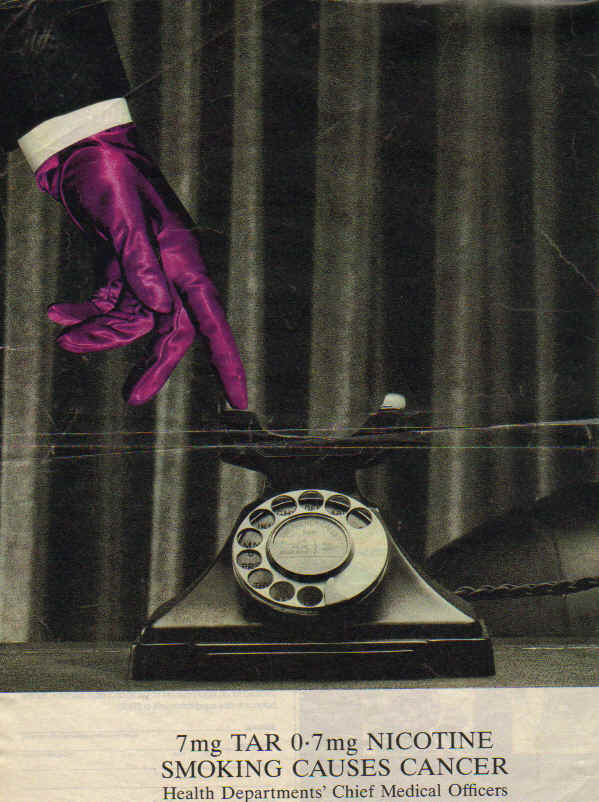 7mg TAR 0·7mg NICOTINE
SMOKING CAUSES CANCER
Health Departments' Chief Medical Officers